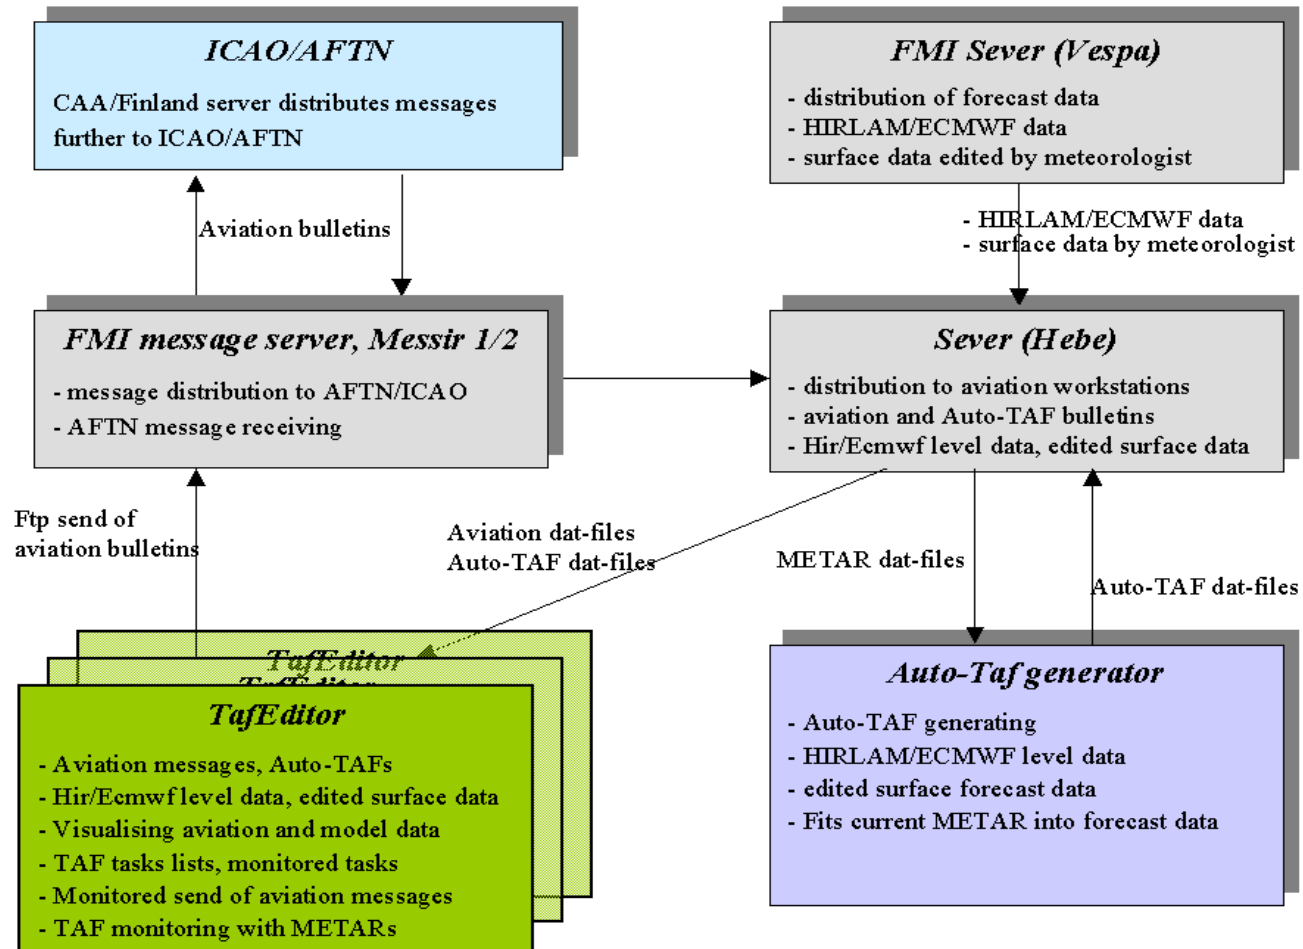 ICAO/AFTN
CAA/Finland server distributes messages
further to ICAO/AFTN
FMI Sever (Vespa)
- distribution of forecast data
- HIRLAM/ECMWF data
- surface data edited by meteorologist
Aviation bulletins
- HIRLAM/ECMWF data
- surface data by meteorologist
FMI message server, Messir 1/2
- message distribution to AFTN/ICAO
- AFTN message receiving
Sever (Hebe)
- distribution to aviation workstations
- aviation and Auto-TAF bulletins
- Hir/Ecmwf level data, edited surface data
Ftp send of
aviation bulletins
Aviation dat-files
Auto-TAF dat-files
METAR dat-files
Auto-TAF dat-files
TafEditor
TafEditor
TafEditor
- Aviation messages, Auto-TAFs
- Hir/Ecmwf level data, edited surface data
- Visualising aviation and model data
- TAF tasks lists, monitored tasks
- Monitored send of aviation messages
- TAF monitoring with METARs
Auto-Taf generator
- Auto-TAF generating
- HIRLAM/ECMWF level data
- edited surface forecast data
- Fits current METAR into forecast data